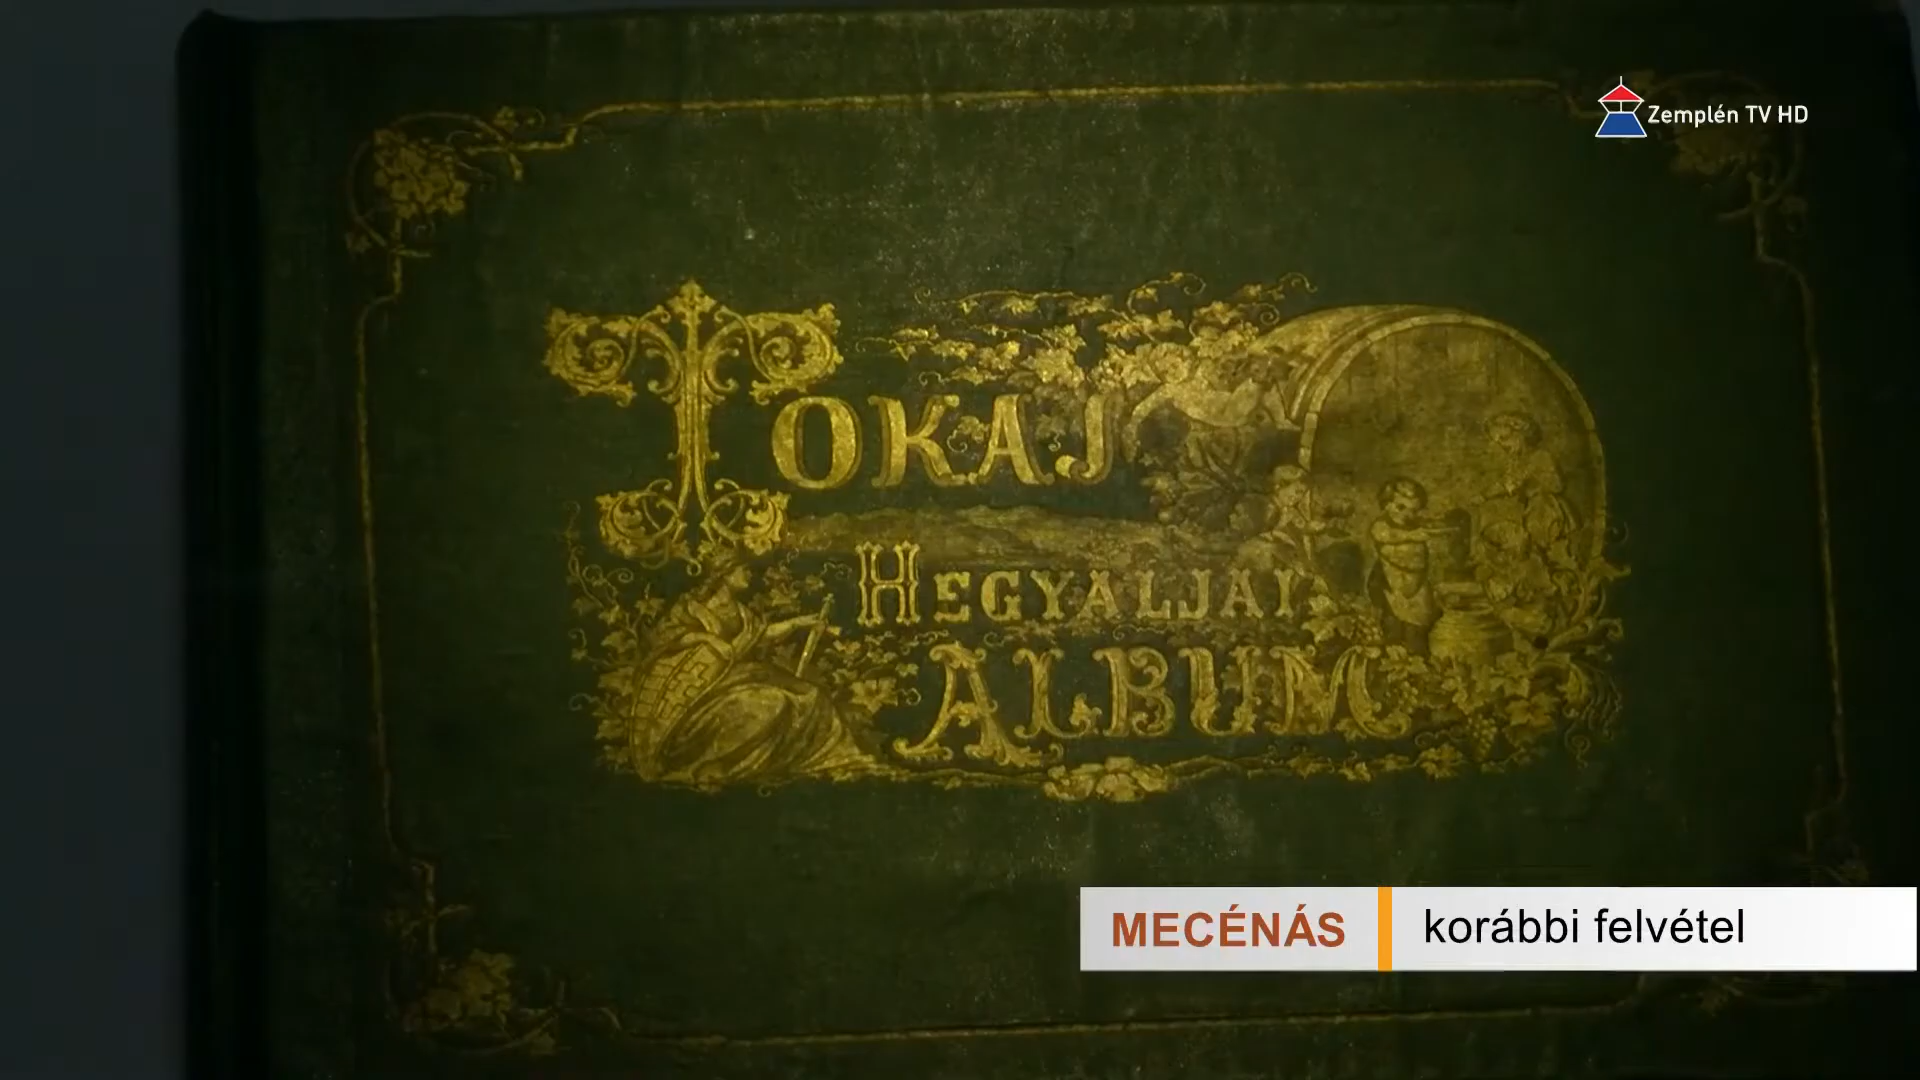 Zemplén TV HD
TOKAJ
HEGYALJAI
ALBUM
MECÉNÁS
korábbi felvétel